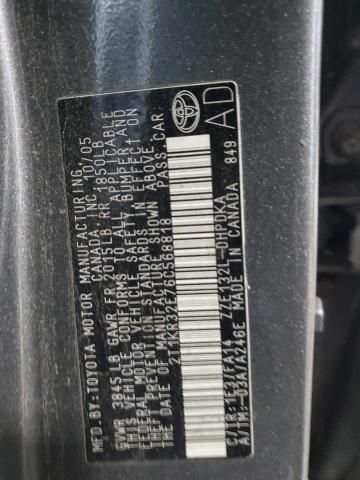 MFD.BY:TOYOTA MOTOR MANUFACTURING,
CANADA, INC. 10/05
GVWR 3845LB GAWR FR 2015LB RR 1850LB
THIS VEHICLE CONFORMS TO ALL APPLICABLE
FEDERAL MOTOR VEHICLE SAFETY, BUMPER, AND
THEFT PREVENTION STANDARDS IN EFFECT ON
THE DATE OF MANUFACTURE SHOWN ABOVE.
2T1KR32E76C568818 PASS.CAR
ZZE132L-DHPDKA
C/TR:1E3/FA14
A/TM:-03A/A246E MADE IN CANADA 849
AD